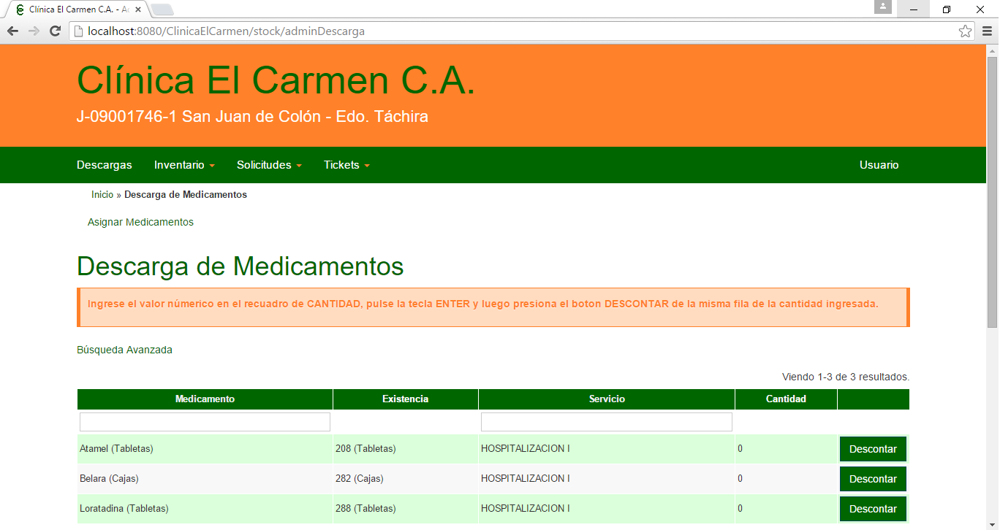 Clínica El Carmen C.A. - Ac
localhost:8080/ClinicaElCarmen/stock/adminDescarga
Clínica El Carmen C.A.
J-09001746-1 San Juan de Colón - Edo. Táchira
Descargas Inventario Solicitudes Tickets Usuario
Inicio » Descarga de Medicamentos
Asignar Medicamentos
Descarga de Medicamentos
Ingrese el valor númerico en el recuadro de CANTIDAD, pulse la tecla ENTER y luego presiona el boton DESCONTAR de la misma fila de la cantidad ingresada.
Búsqueda Avanzada
Viendo 1-3 de 3 resultados.
Medicamento Existencia Servicio Cantidad
Atamel (Tabletas) 208 (Tabletas) HOSPITALIZACION I 0 Descontar
Belara (Cajas) 282 (Cajas) HOSPITALIZACION I 0 Descontar
Loratadina (Tabletas) 288 (Tabletas) HOSPITALIZACION I 0 Descontar